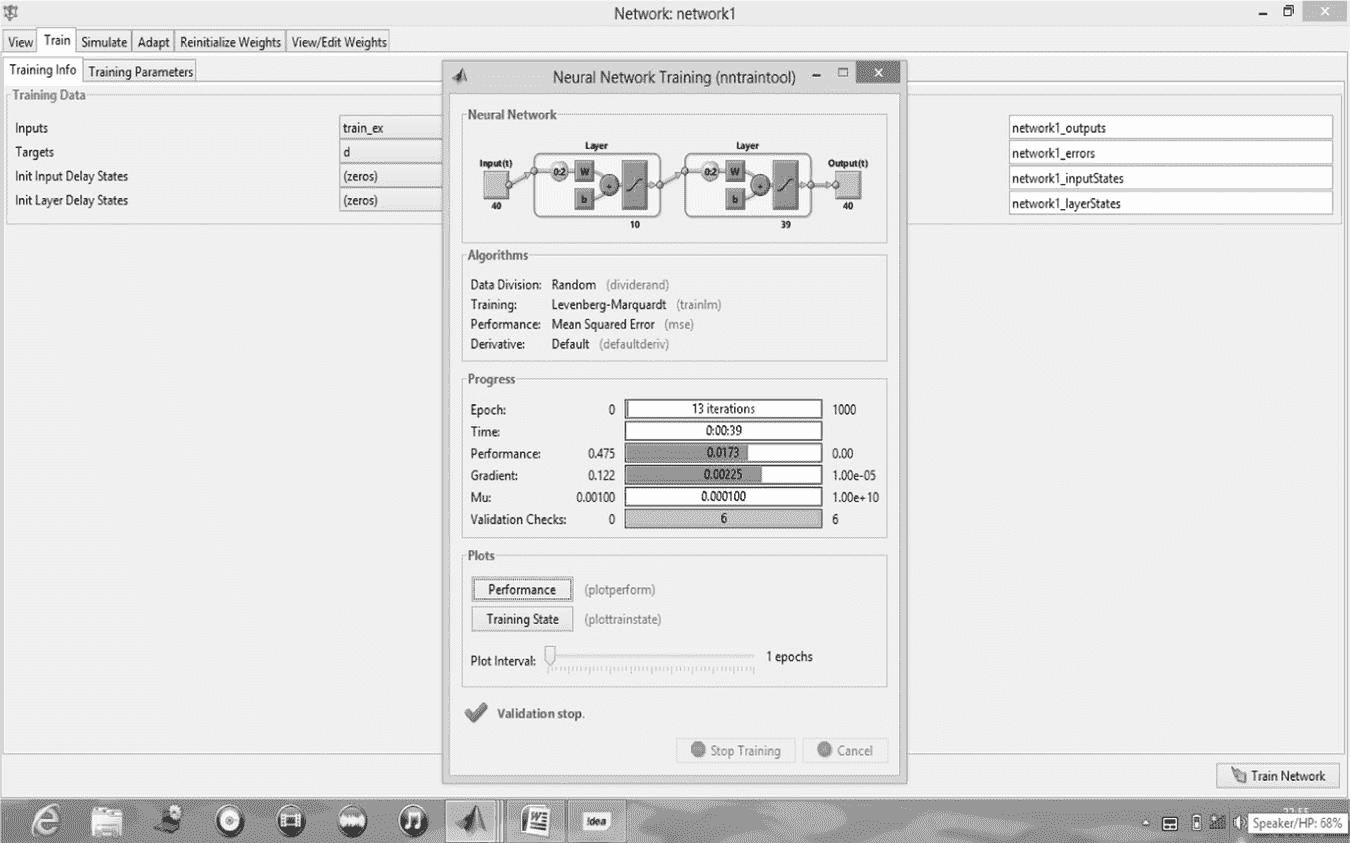 Network: network1
View Train Simulate Adapt Reinitialize Weights View/Edit Weights
Training Info Training Parameters
Training Data
Inputs train_ex network1_outputs
Targets d network1_errors
Init Input Delay States (zeros) network1_inputStates
Init Layer Delay States (zeros) network1_layerStates
Neural Network Training (nntraintool)
Neural Network
Layer Layer
Input(t) Output(t)
0:2 W 0:2 W
+ +
b b
40 40
10 39
Algorithms
Data Division: Random (dividerand)
Training: Levenberg-Marquardt (trainlm)
Performance: Mean Squared Error (mse)
Derivative: Default (defaultderiv)
Progress
Epoch: 0 13 iterations 1000
Time: 0:00:39
Performance: 0.475 0.0173 0.00
Gradient: 0.122 0.00225 1.00e-05
Mu: 0.00100 0.000100 1.00e+10
Validation Checks: 0 6 6
Plots
Performance (plotperform)
Training State (plottrainstate)
Plot Interval: 1 epochs
Validation stop.
Stop Training Cancel
Train Network
!dea
Speaker/HP: 68%